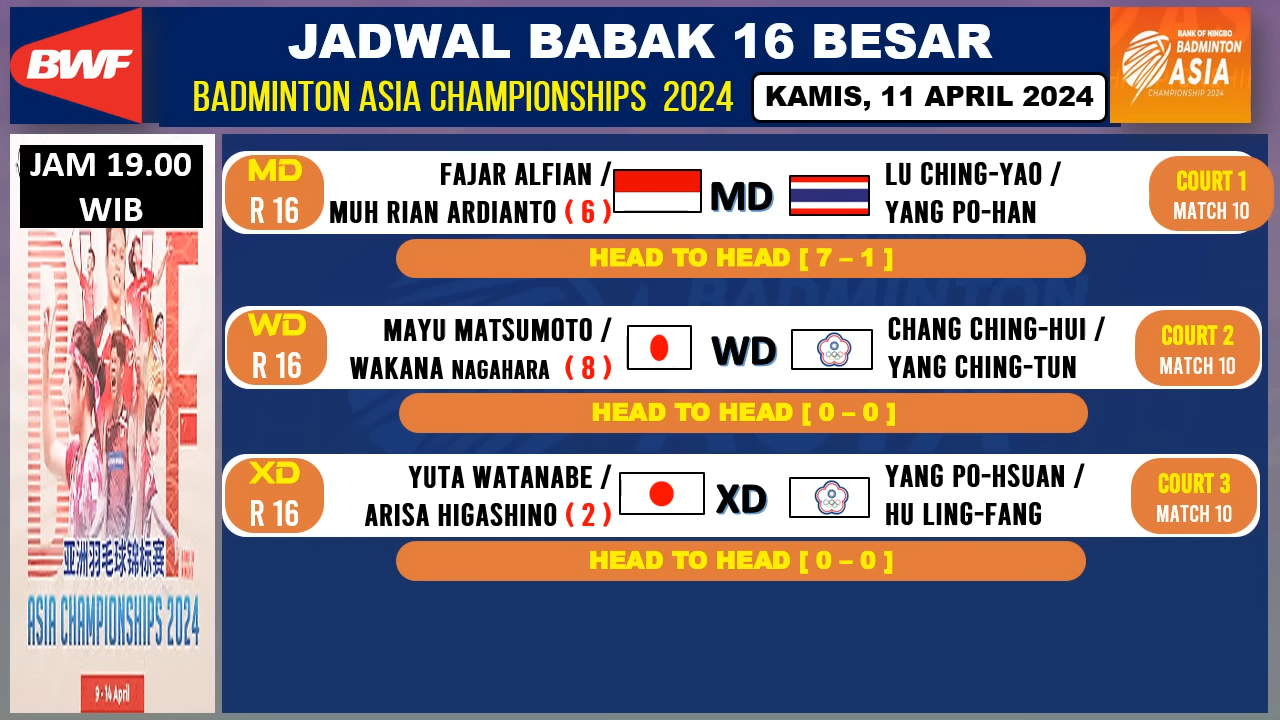 BWF
JADWAL BABAK 16 BESAR
BADMINTON ASIA CHAMPIONSHIPS 2024
KAMIS, 11 APRIL 2024
BANK OF NINGBO
BADMINTON
ASIA
CHAMPIONSHIP 2024
JAM 19.00
WIB
亚洲羽毛球锦标赛
ASIA CHAMPIONSHIPS 2024
9 - 14 April
MD
R 16
FAJAR ALFIAN /
MUH RIAN ARDIANTO ( 6 )
MD
LU CHING-YAO /
YANG PO-HAN
COURT 1
MATCH 10
HEAD TO HEAD [ 7 – 1 ]
WD
R 16
MAYU MATSUMOTO /
WAKANA NAGAHARA ( 8 )
WD
CHANG CHING-HUI /
YANG CHING-TUN
COURT 2
MATCH 10
HEAD TO HEAD [ 0 – 0 ]
XD
R 16
YUTA WATANABE /
ARISA HIGASHINO ( 2 )
XD
YANG PO-HSUAN /
HU LING-FANG
COURT 3
MATCH 10
HEAD TO HEAD [ 0 – 0 ]